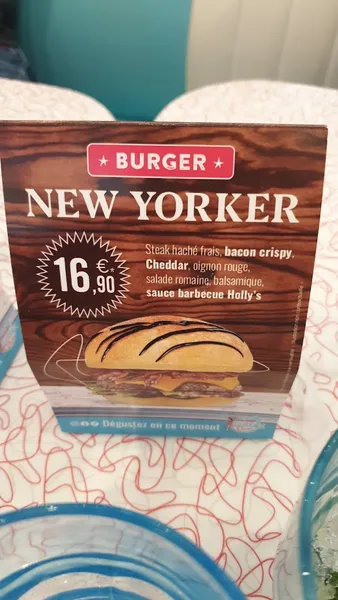 ★ BURGER ★
NEW YORKER
16€*,90
Steak haché frais, bacon crispy,
Cheddar, oignon rouge,
salade romaine, balsamique,
sauce barbecue Holly's
Dégustez en ce moment